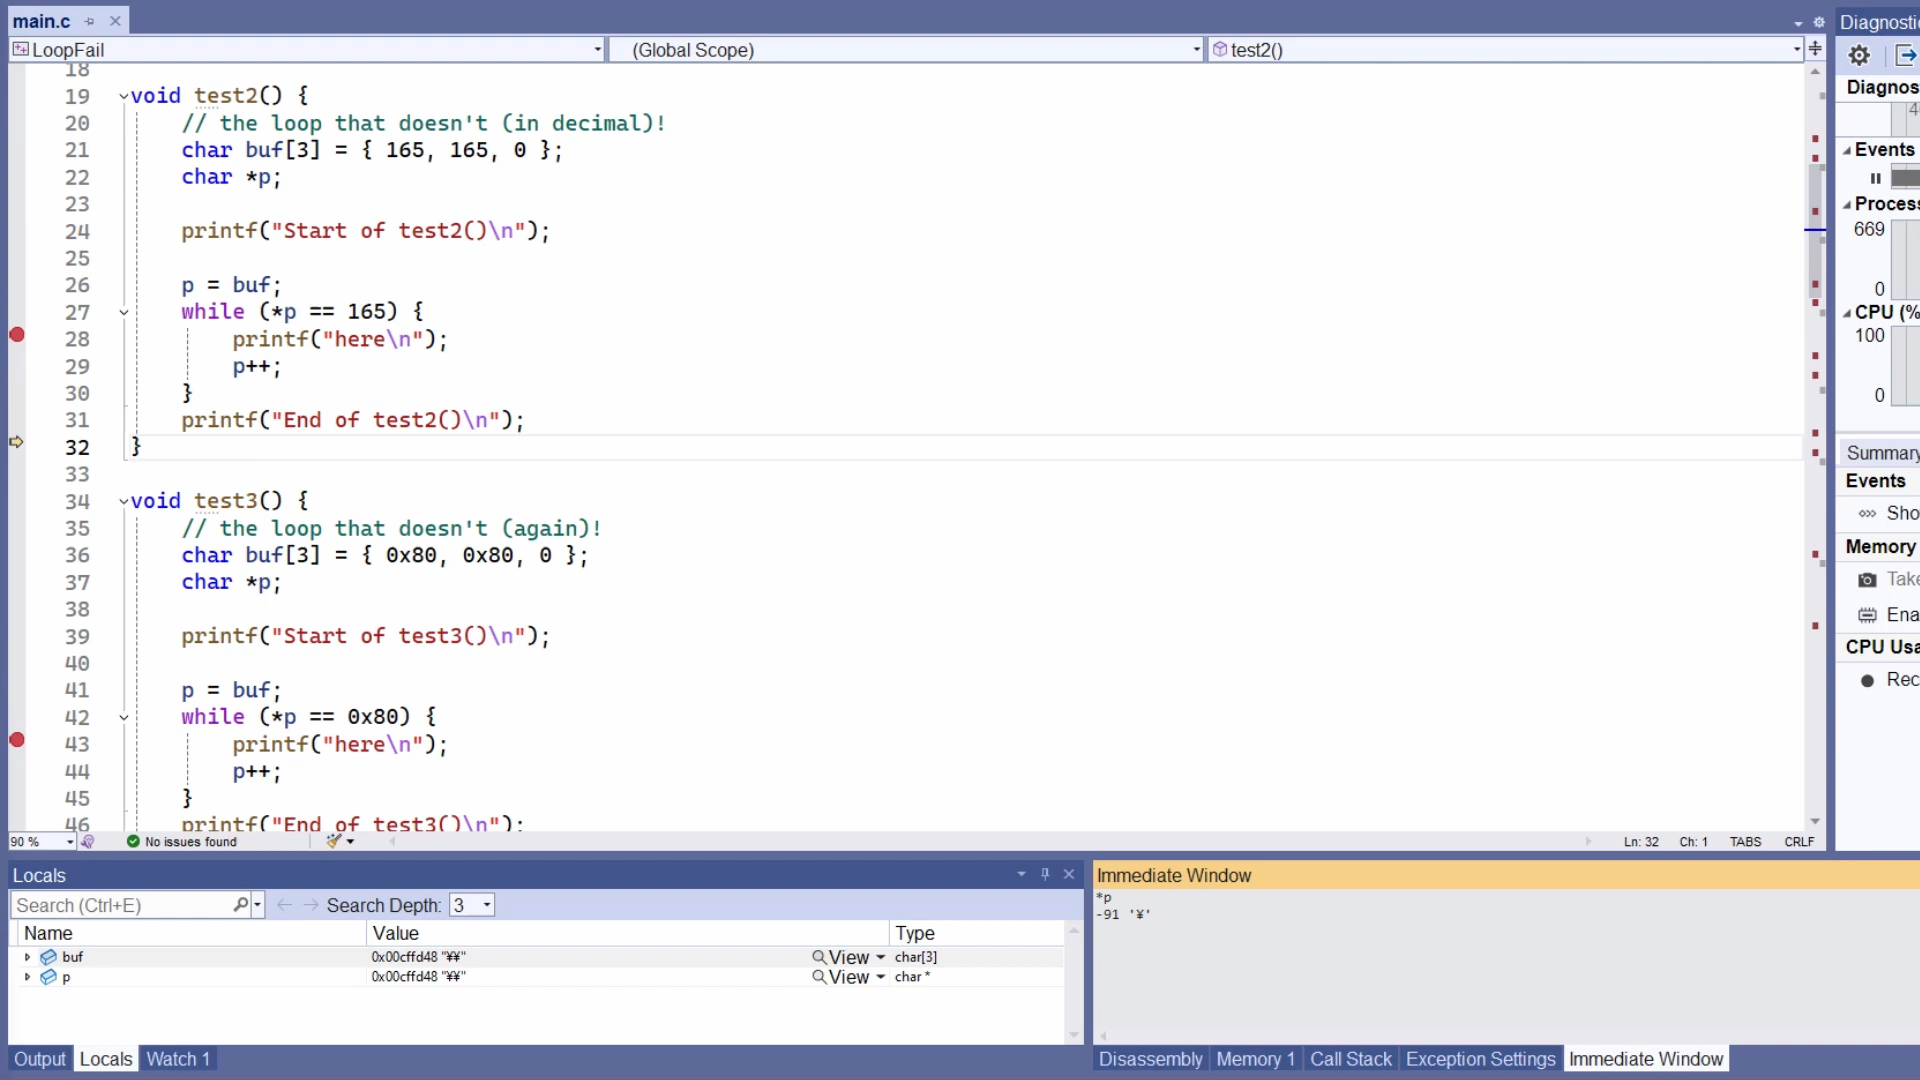 main.c
LoopFail
(Global Scope)
test2()
18
19 void test2() {
20 // the loop that doesn't (in decimal)!
21 char buf[3] = { 165, 165, 0 };
22 char *p;
23
24 printf("Start of test2()\n");
25
26 p = buf;
27 while (*p == 165) {
28 printf("here\n");
29 p++;
30 }
31 printf("End of test2()\n");
32 }
33
34 void test3() {
35 // the loop that doesn't (again)!
36 char buf[3] = { 0x80, 0x80, 0 };
37 char *p;
38
39 printf("Start of test3()\n");
40
41 p = buf;
42 while (*p == 0x80) {
43 printf("here\n");
44 p++;
45 }
46 printf("End of test3()\n");
90 %
No issues found
Ln: 32 Ch: 1 TABS CRLF
Diagnosti
Diagnos
4
Events
Process
669
0
CPU (%
100
0
Summary
Events
Sho
Memory
Take
Ena
CPU Usa
Rec
Locals
Search (Ctrl+E)
Search Depth: 3
Name Value Type
buf 0x00cffd48 "¥¥" View char[3]
p 0x00cffd48 "¥¥" View char *
Output Locals Watch 1
Immediate Window
*p
-91 '¥'
Disassembly Memory 1 Call Stack Exception Settings Immediate Window